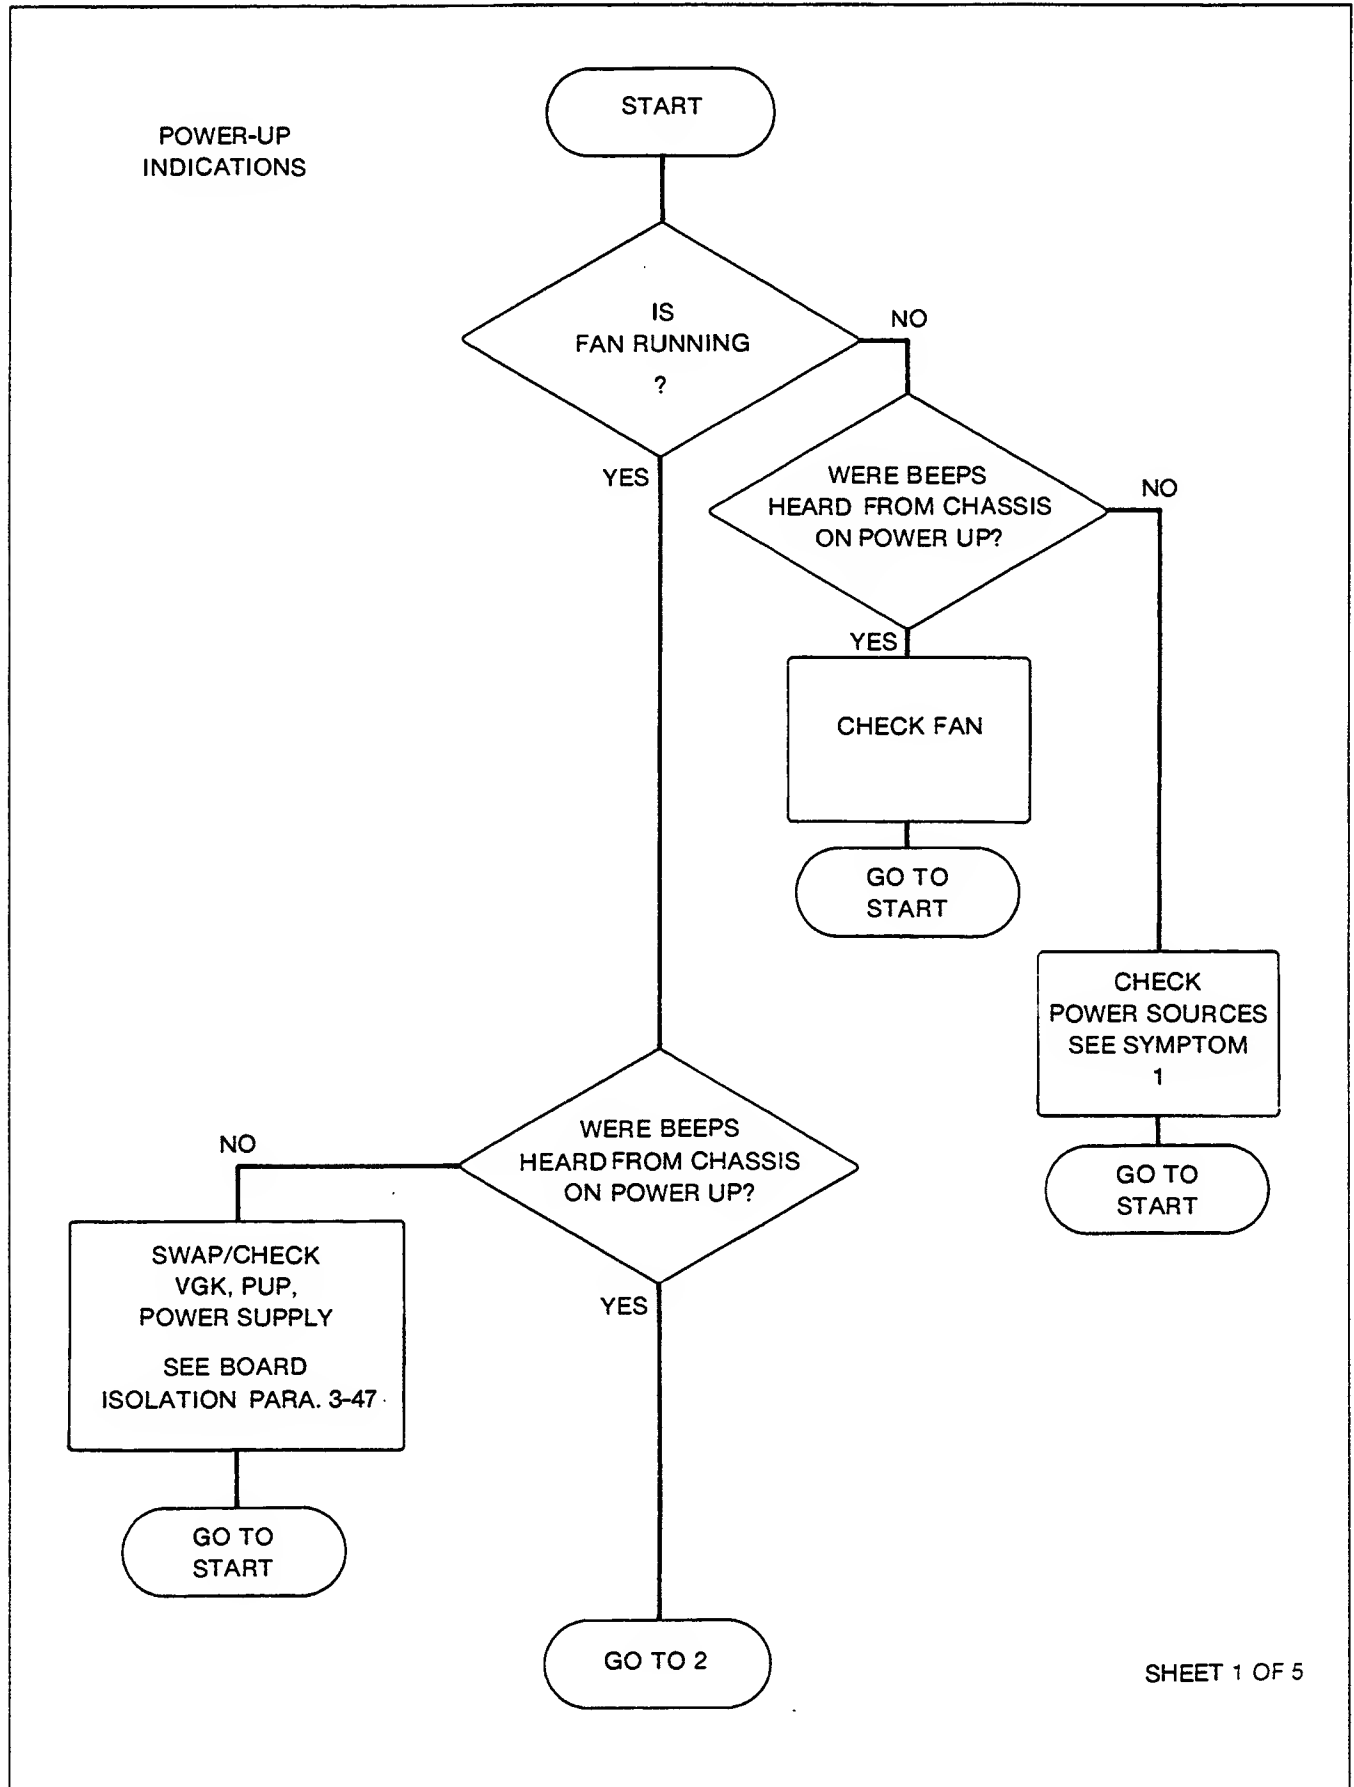 START
POWER-UP
INDICATIONS
IS
FAN RUNNING
?
NO
YES
WERE BEEPS
HEARD FROM CHASSIS
ON POWER UP?
NO
YES
CHECK FAN
GO TO
START
CHECK
POWER SOURCES
SEE SYMPTOM
1
GO TO
START
WERE BEEPS
HEARD FROM CHASSIS
ON POWER UP?
NO
YES
SWAP/CHECK
VGK, PUP,
POWER SUPPLY
SEE BOARD
ISOLATION PARA. 3-47
GO TO
START
GO TO 2
SHEET 1 OF 5